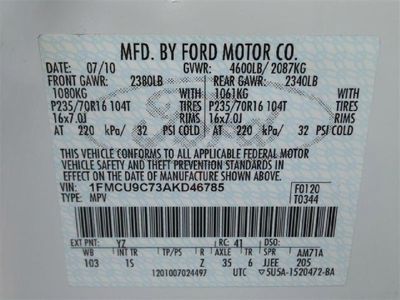 MFD. BY FORD MOTOR CO.
DATE: 07/10 GVWR: 4600LB/ 2087KG
FRONT GAWR: 2380LB REAR GAWR: 2340LB
1080KG WITH 1061KG WITH
P235/70R16 104T TIRES P235/70R16 104T TIRES
16x7.0J RIMS 16x7.0J RIMS
AT 220 kPa/ 32 PSI COLD AT 220 kPa/ 32 PSI COLD
THIS VEHICLE CONFORMS TO ALL APPLICABLE FEDERAL MOTOR
VEHICLE SAFETY AND THEFT PREVENTION STANDARDS IN
EFFECT ON THE DATE OF MANUFACTURE SHOWN ABOVE.
VIN: 1FMCU9C73AKD46785 F0120
TYPE: MPV T0344
EXT PNT: YZ RC: 41 DSO:
WB INT TR TP/PS R AXLE TR SPR AM71A
103 1S Z 35 6 JJEE 205
1201007024497 UTC 5U5A-1520472-BA